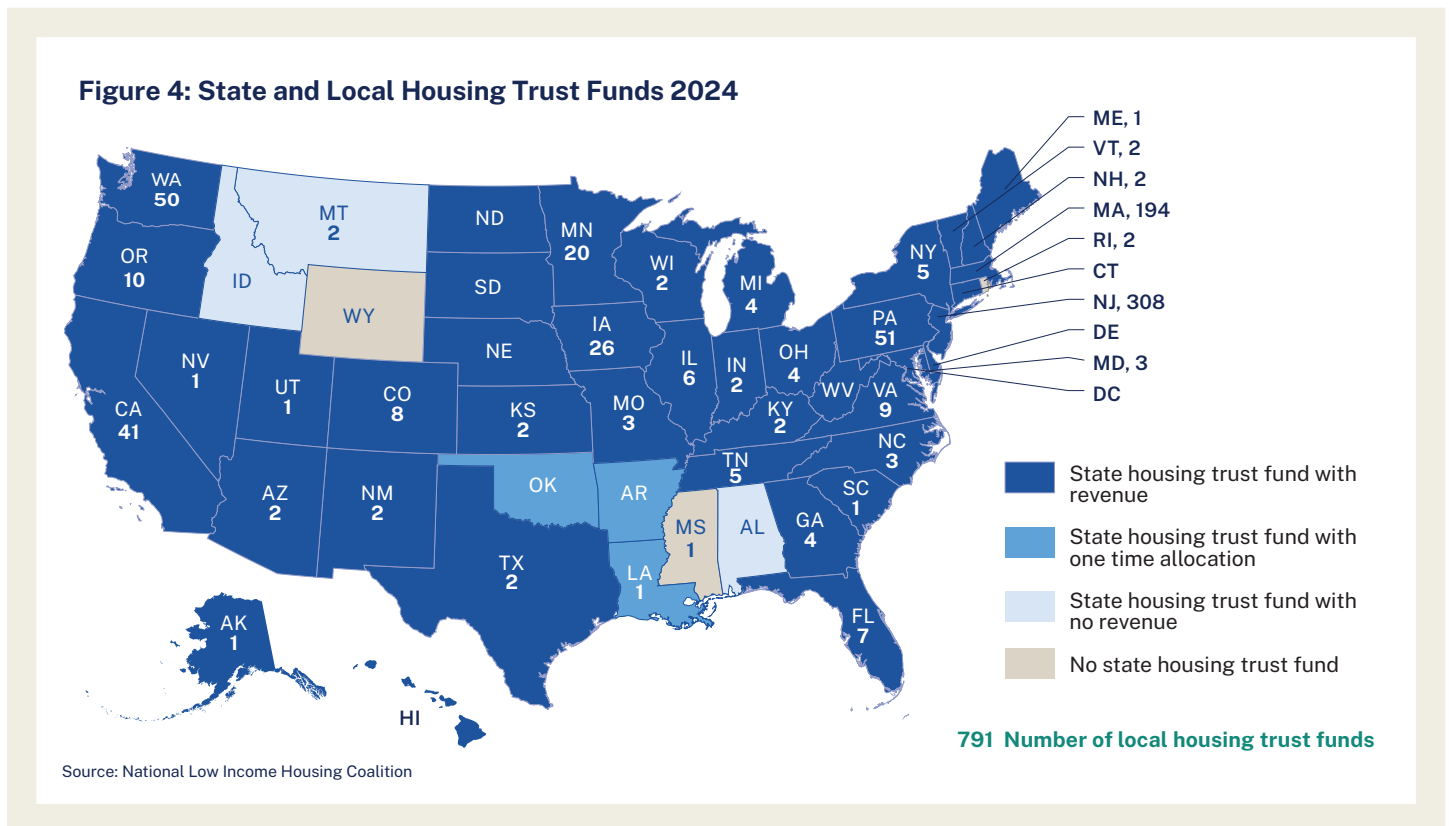 Figure 4: State and Local Housing Trust Funds 2024
ME, 1
VT, 2
NH, 2
MA, 194
RI, 2
CT
NJ, 308
DE
MD, 3
DC
WA
50
OR
10
MT
2
ID
WY
ND
SD
NE
MN
20
WI
2
MI
4
NY
5
PA
51
IA
26
NV
1
UT
1
CO
8
CA
41
KS
2
MO
3
IL
6
IN
2
OH
4
WV
VA
9
KY
2
NC
3
TN
5
SC
1
AZ
2
NM
2
OK
AR
MS
1
AL
GA
4
TX
2
LA
1
FL
7
AK
1
HI
State housing trust fund with
revenue
State housing trust fund with
one time allocation
State housing trust fund with
no revenue
No state housing trust fund
791 Number of local housing trust funds
Source: National Low Income Housing Coalition